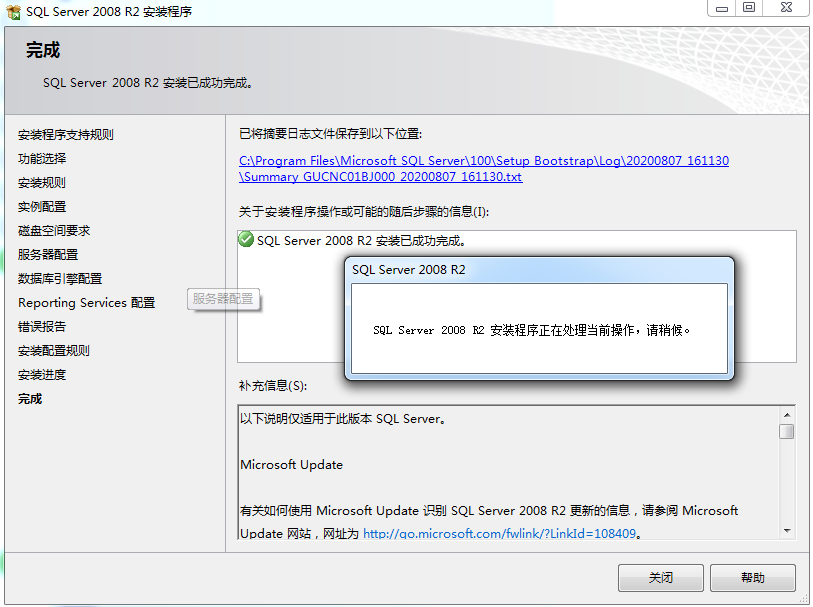 SQL Server 2008 R2 安装程序
完成
SQL Server 2008 R2 安装已成功完成。
安装程序支持规则
功能选择
安装规则
实例配置
磁盘空间要求
服务器配置
数据库引擎配置
Reporting Services 配置
错误报告
安装配置规则
安装进度
完成
服务器配置
已将摘要日志文件保存到以下位置:
C:\Program Files\Microsoft SQL Server\100\Setup Bootstrap\Log\20200807_161130
\Summary_GUCNC01BJ000_20200807_161130.txt
关于安装程序操作或可能的随后步骤的信息(I):
SQL Server 2008 R2 安装已成功完成。
SQL Server 2008 R2
SQL Server 2008 R2 安装程序正在处理当前操作，请稍候。
补充信息(S):
以下说明仅适用于此版本 SQL Server。
Microsoft Update
有关如何使用 Microsoft Update 识别 SQL Server 2008 R2 更新的信息，请参阅 Microsoft
Update 网站，网址为 http://go.microsoft.com/fwlink/?LinkId=108409。
关闭
帮助